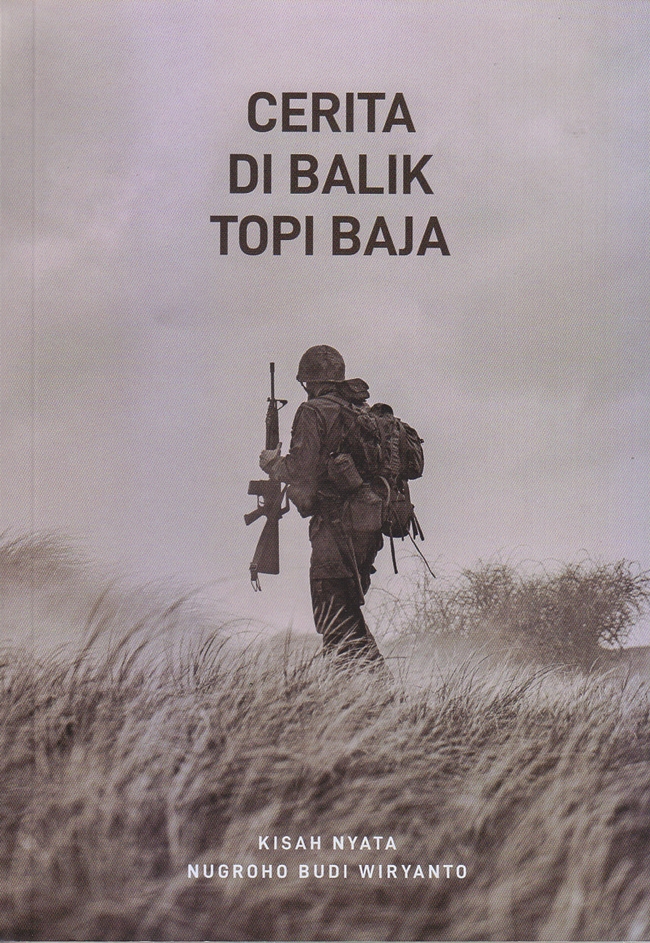 CERITA
DI BALIK
TOPI BAJA
KISAH NYATA
NUGROHO BUDI WIRYANTO